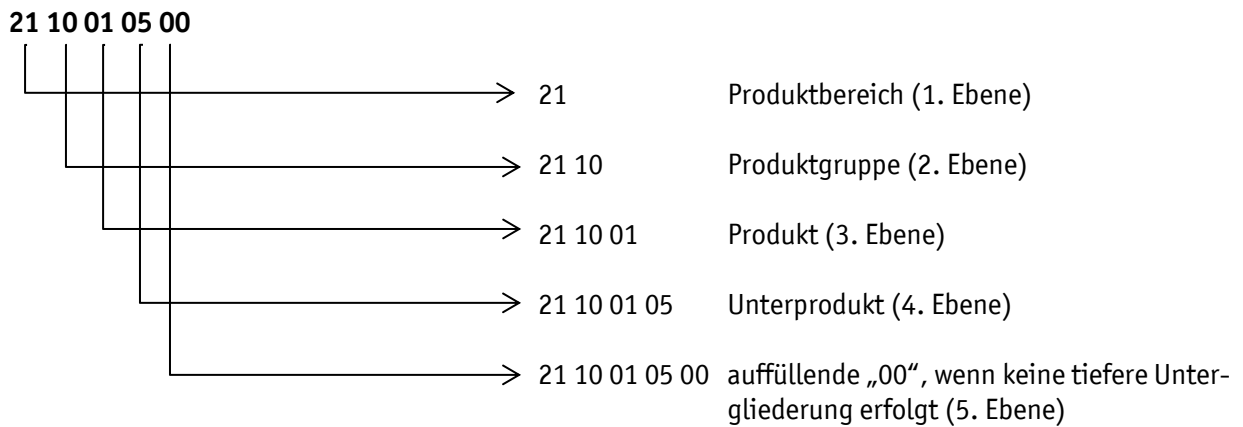 21 10 01 05 00
21 Produktbereich (1. Ebene)
21 10 Produktgruppe (2. Ebene)
21 10 01 Produkt (3. Ebene)
21 10 01 05 Unterprodukt (4. Ebene)
21 10 01 05 00 auffüllende „00“, wenn keine tiefere Unter-
gliederung erfolgt (5. Ebene)